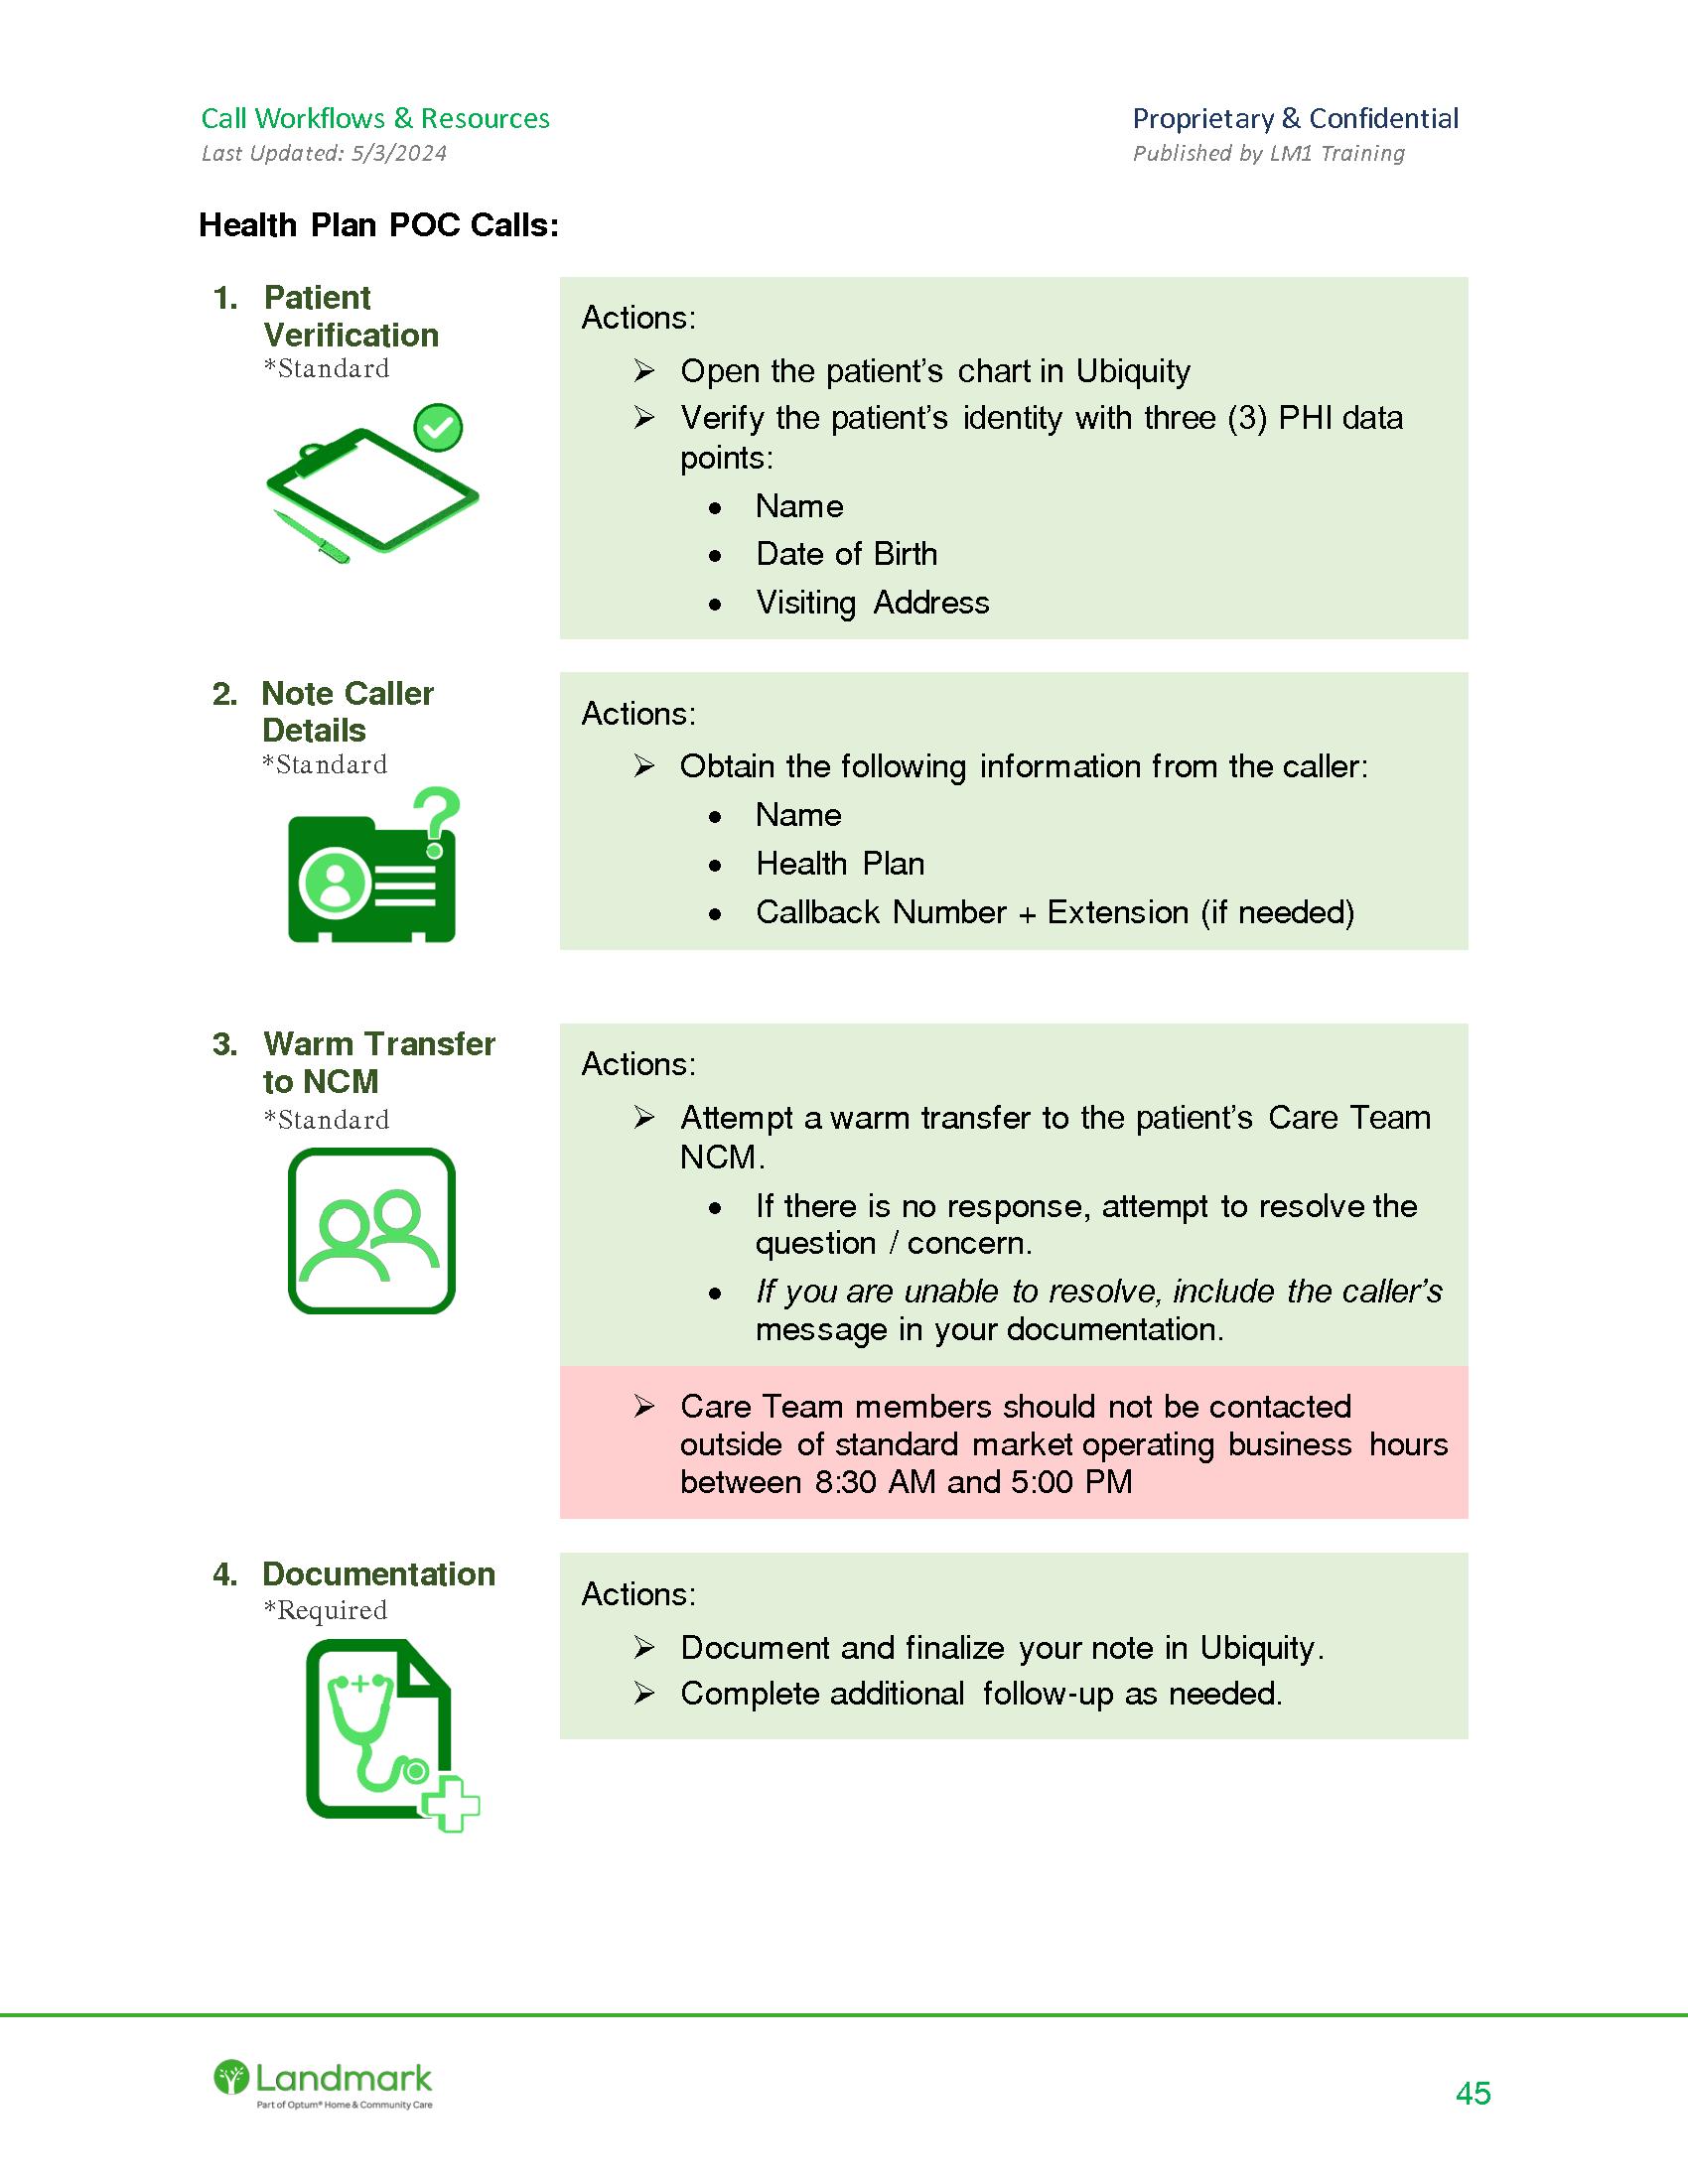 Call Workflows & Resources
Proprietary & Confidential
Last Updated: 5/3/2024
Published by LM1 Training
Health Plan POC Calls:
1. Patient
Verification
*Standard
Actions:
➢ Open the patient’s chart in Ubiquity
➢ Verify the patient’s identity with three (3) PHI data
points:
• Name
• Date of Birth
• Visiting Address
2. Note Caller
Details
*Standard
?
Actions:
➢ Obtain the following information from the caller:
• Name
• Health Plan
• Callback Number + Extension (if needed)
3. Warm Transfer
to NCM
*Standard
Actions:
➢ Attempt a warm transfer to the patient’s Care Team
NCM.
• If there is no response, attempt to resolve the
question / concern.
• If you are unable to resolve, include the caller’s
message in your documentation.
➢ Care Team members should not be contacted
outside of standard market operating business hours
between 8:30 AM and 5:00 PM
4. Documentation
*Required
Actions:
➢ Document and finalize your note in Ubiquity.
➢ Complete additional follow-up as needed.
Landmark
Part of Optum® Home & Community Care
45